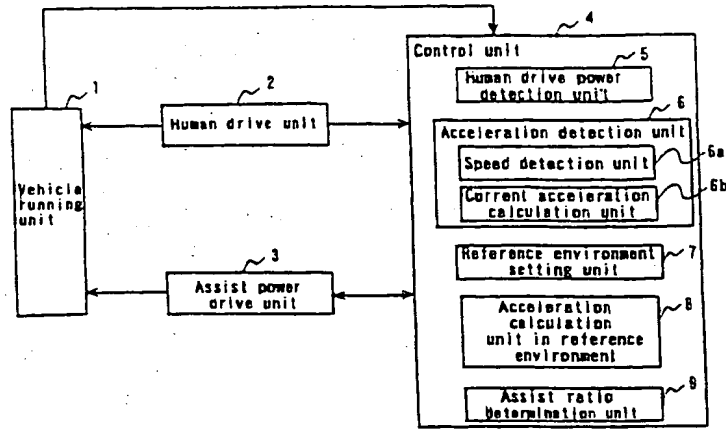 4
Control unit
5
Human drive power
detection unit
1
2
Human drive unit
6
Acceleration detection unit
Speed detection unit
6a
Current acceleration
calculation unit
6b
Vehicle
running
unit
3
Assist power
drive unit
Reference environment
setting unit
7
Acceleration
calculation
unit in reference
environment
8
Assist ratio
determination unit
9